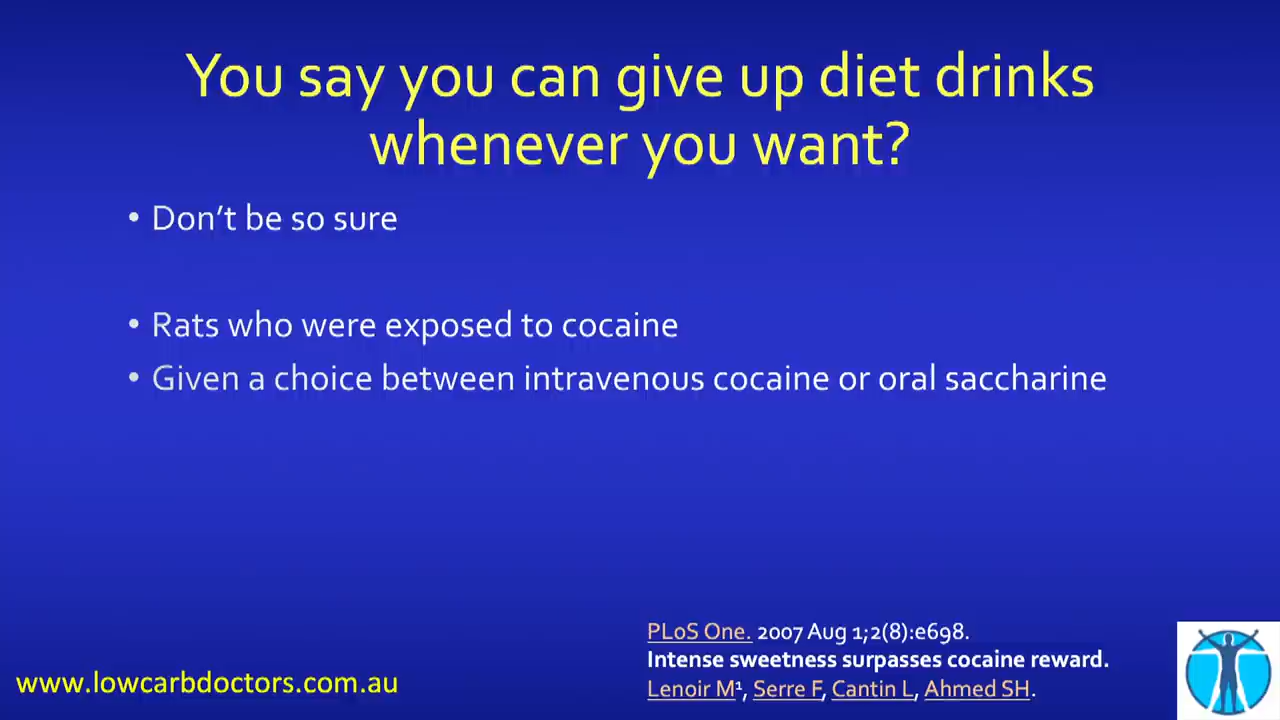 You say you can give up diet drinks
whenever you want?
• Don't be so sure
• Rats who were exposed to cocaine
• Given a choice between intravenous cocaine or oral saccharine
PLoS One. 2007 Aug 1;2(8):e698.
Intense sweetness surpasses cocaine reward.
Lenoir M¹, Serre F, Cantin L, Ahmed SH.
www.lowcarbdoctors.com.au